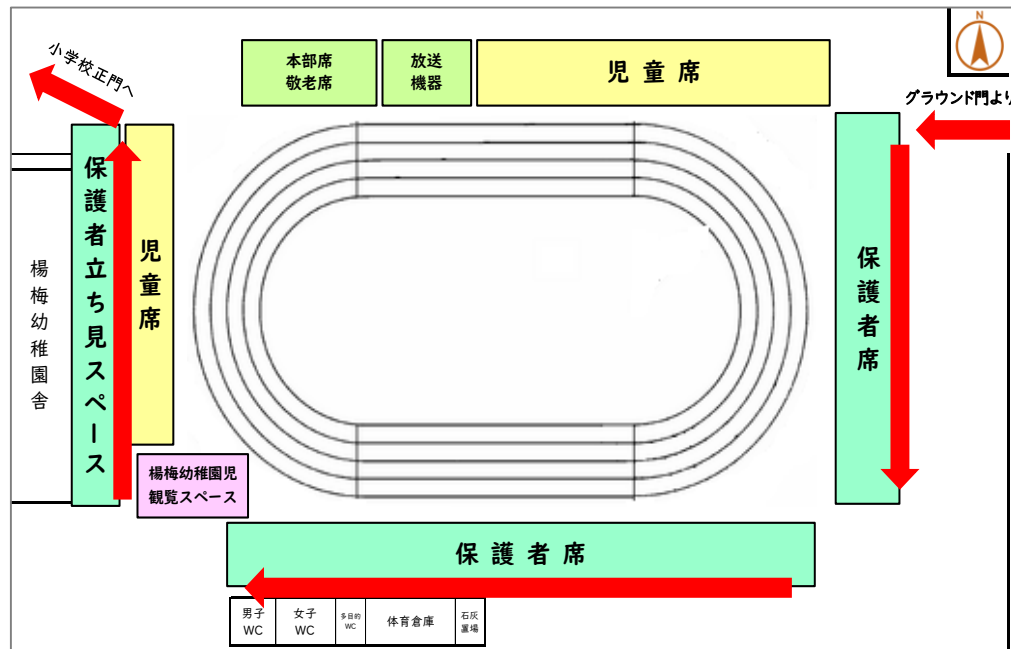 N
小学校正門へ
本部席
敬老席
放送
機器
児童席
グラウンド門より
保護者立ち見スペース
児童席
保護者席
楊梅幼稚園舎
楊梅幼稚園児
観覧スペース
保護者席
男子
WC
女子
WC
多目的
WC
体育倉庫
石灰
置場